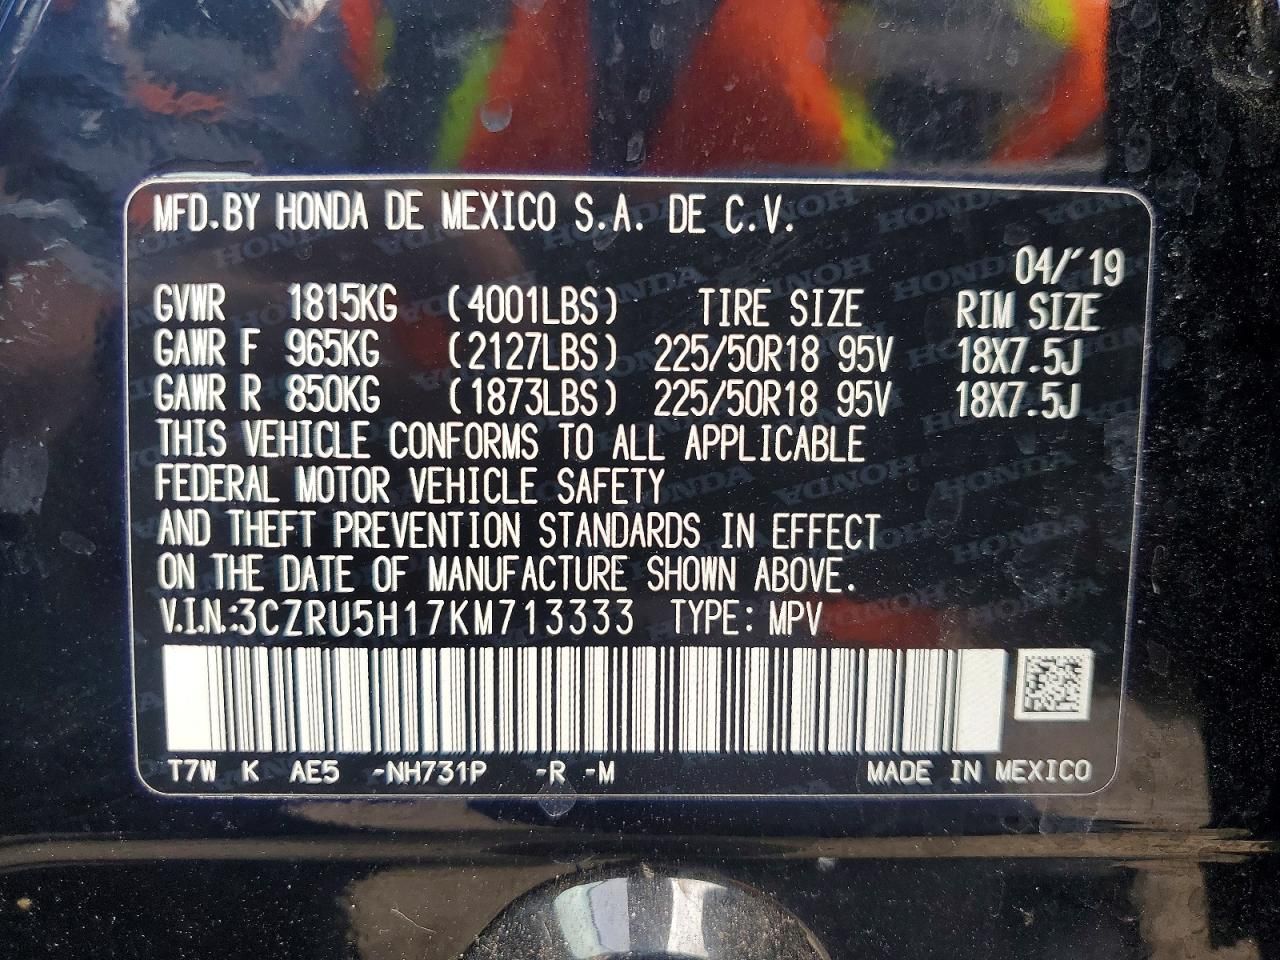 MFD.BY HONDA DE MEXICO S.A. DE C.V.
04/'19
GVWR 1815KG (4001LBS) TIRE SIZE RIM SIZE
GAWR F 965KG (2127LBS) 225/50R18 95V 18X7.5J
GAWR R 850KG (1873LBS) 225/50R18 95V 18X7.5J
THIS VEHICLE CONFORMS TO ALL APPLICABLE
FEDERAL MOTOR VEHICLE SAFETY
AND THEFT PREVENTION STANDARDS IN EFFECT
ON THE DATE OF MANUFACTURE SHOWN ABOVE.
V.I.N.:3CZRU5H17KM713333 TYPE: MPV
T7W K AE5 -NH731P -R -M MADE IN MEXICO